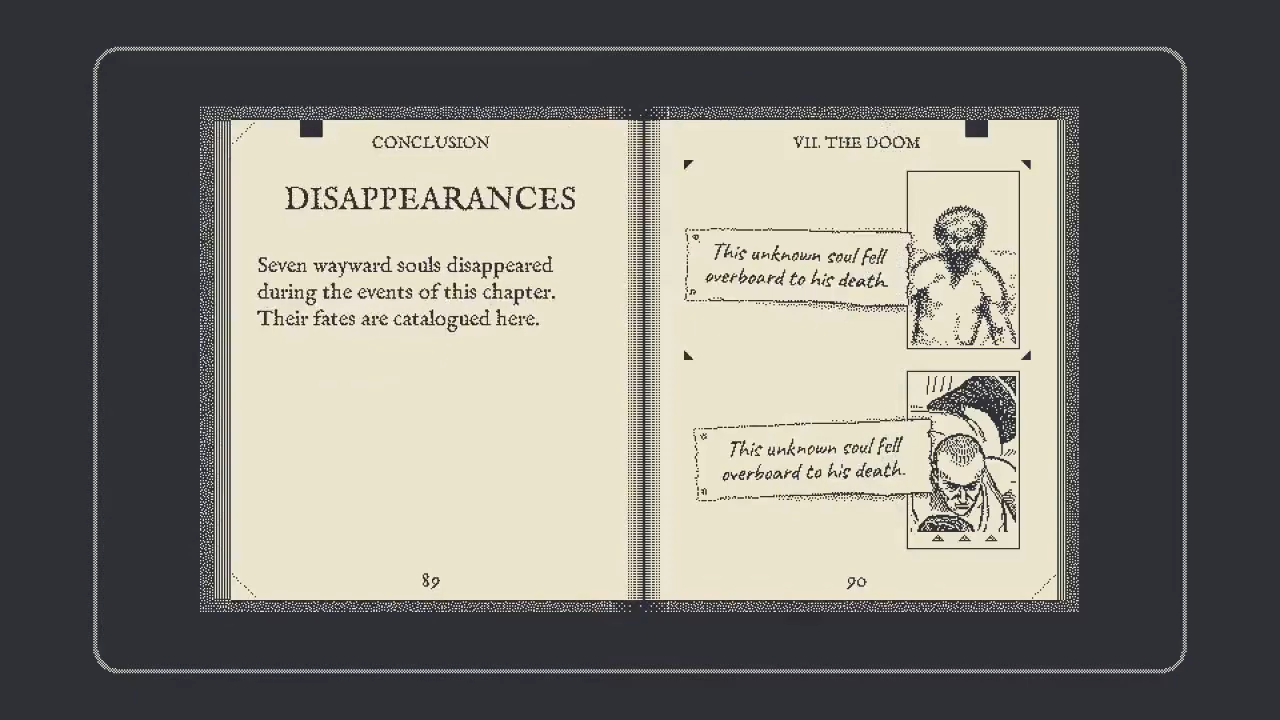 CONCLUSION
DISAPPEARANCES
Seven wayward souls disappeared
during the events of this chapter.
Their fates are catalogued here.
89
VII. THE DOOM
This unknown soul fell
overboard to his death.
This unknown soul fell
overboard to his death.
90